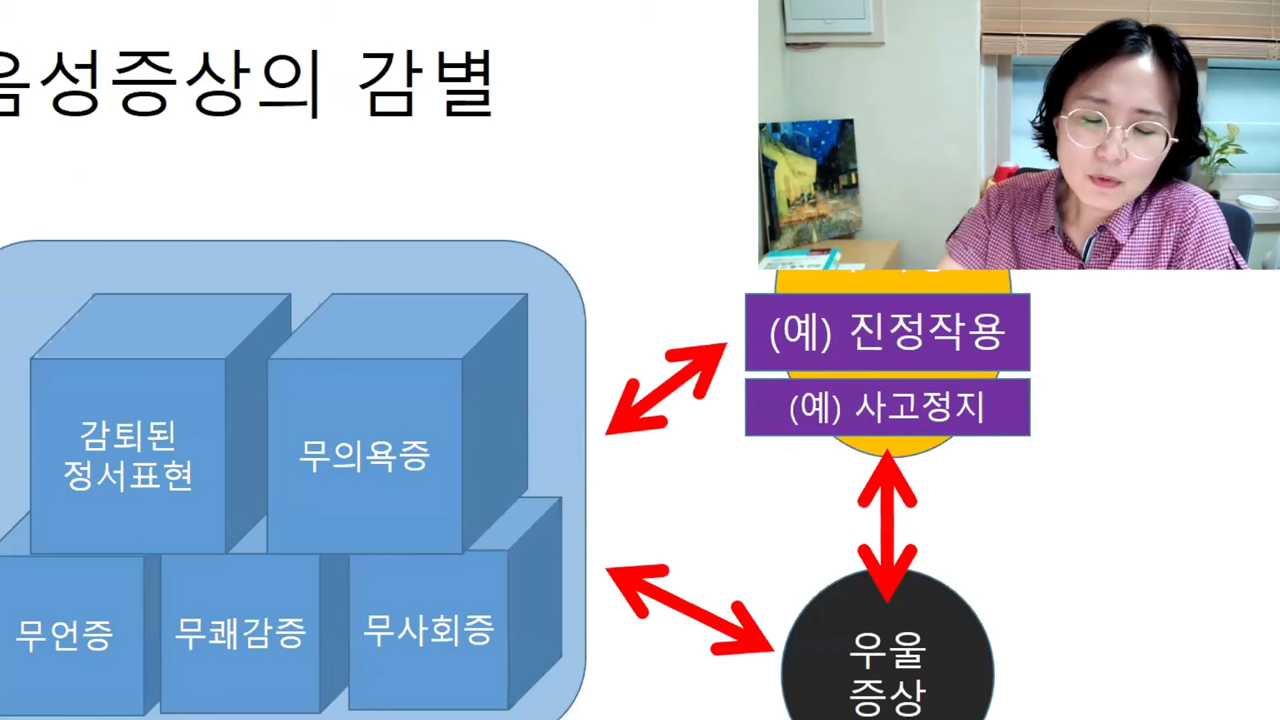 음성증상의 감별
(예) 진정작용
(예) 사고정지
감퇴된
정서표현
무의욕증
무언증
무쾌감증
무사회증
우울
증상